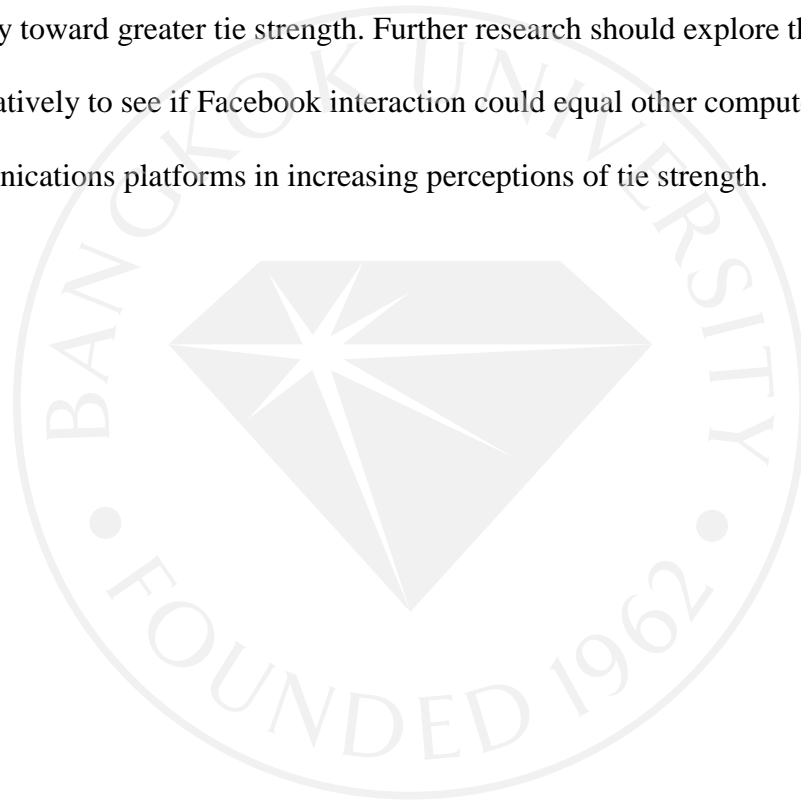 y toward greater tie strength. Further research should explore th
atively to see if Facebook interaction could equal other comput
nications platforms in increasing perceptions of tie strength.
BANGKOK UNIVERSITY
FOUNDED 1962